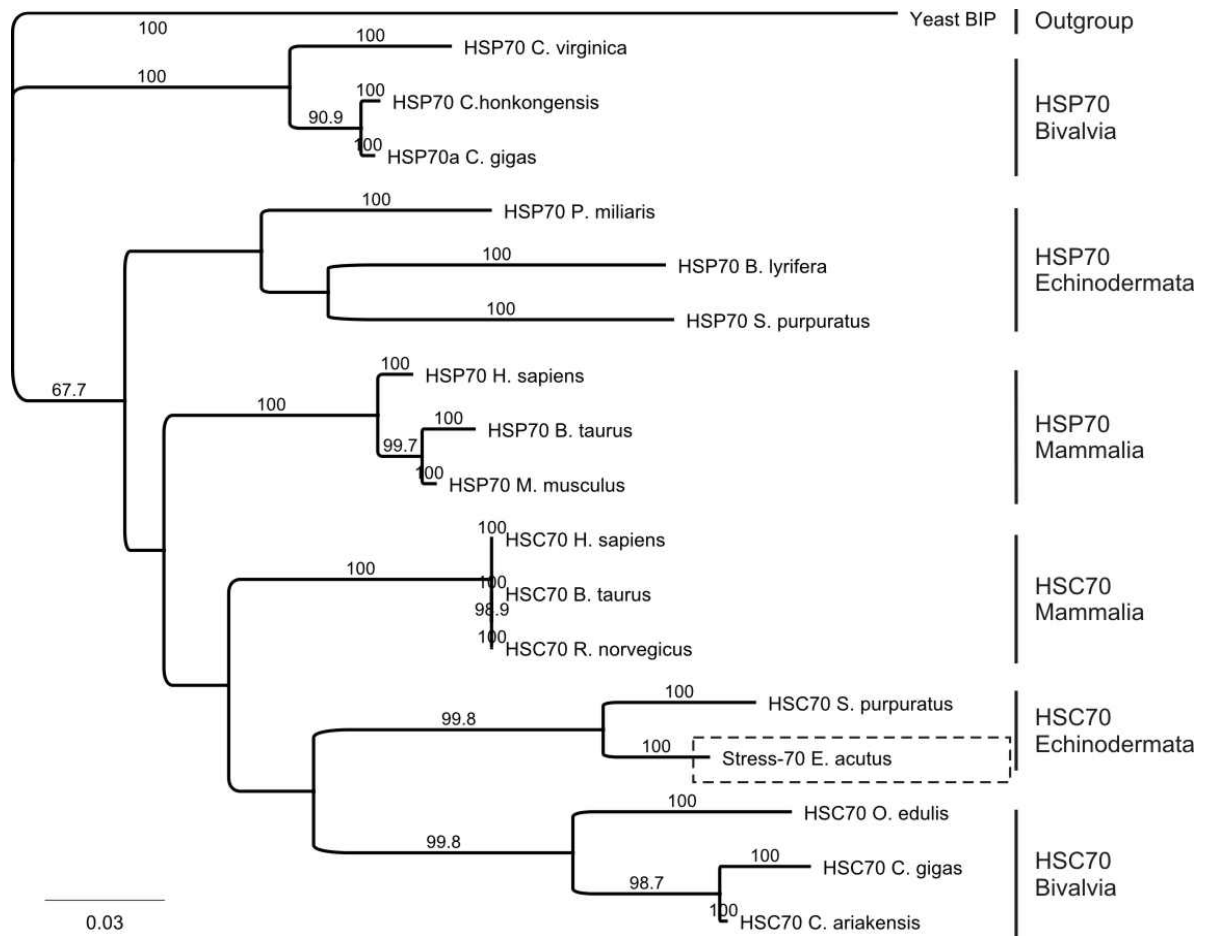 Yeast BIP
Outgroup
100
100
HSP70 C. virginica
100
100
HSP70 C.honkongensis
90.9
100
HSP70a C. gigas
HSP70
Bivalvia
100
HSP70 P. miliaris
100
HSP70 B. lyrifera
100
HSP70 S. purpuratus
HSP70
Echinodermata
67.7
100
HSP70 H. sapiens
100
100
HSP70 B. taurus
99.7
100
HSP70 M. musculus
HSP70
Mammalia
100
HSC70 H. sapiens
100
100
HSC70 B. taurus
98.9
100
HSC70 R. norvegicus
HSC70
Mammalia
100
HSC70 S. purpuratus
99.8
100
Stress-70 E. acutus
HSC70
Echinodermata
100
HSC70 O. edulis
99.8
100
HSC70 C. gigas
98.7
100
HSC70 C. ariakensis
HSC70
Bivalvia
0.03